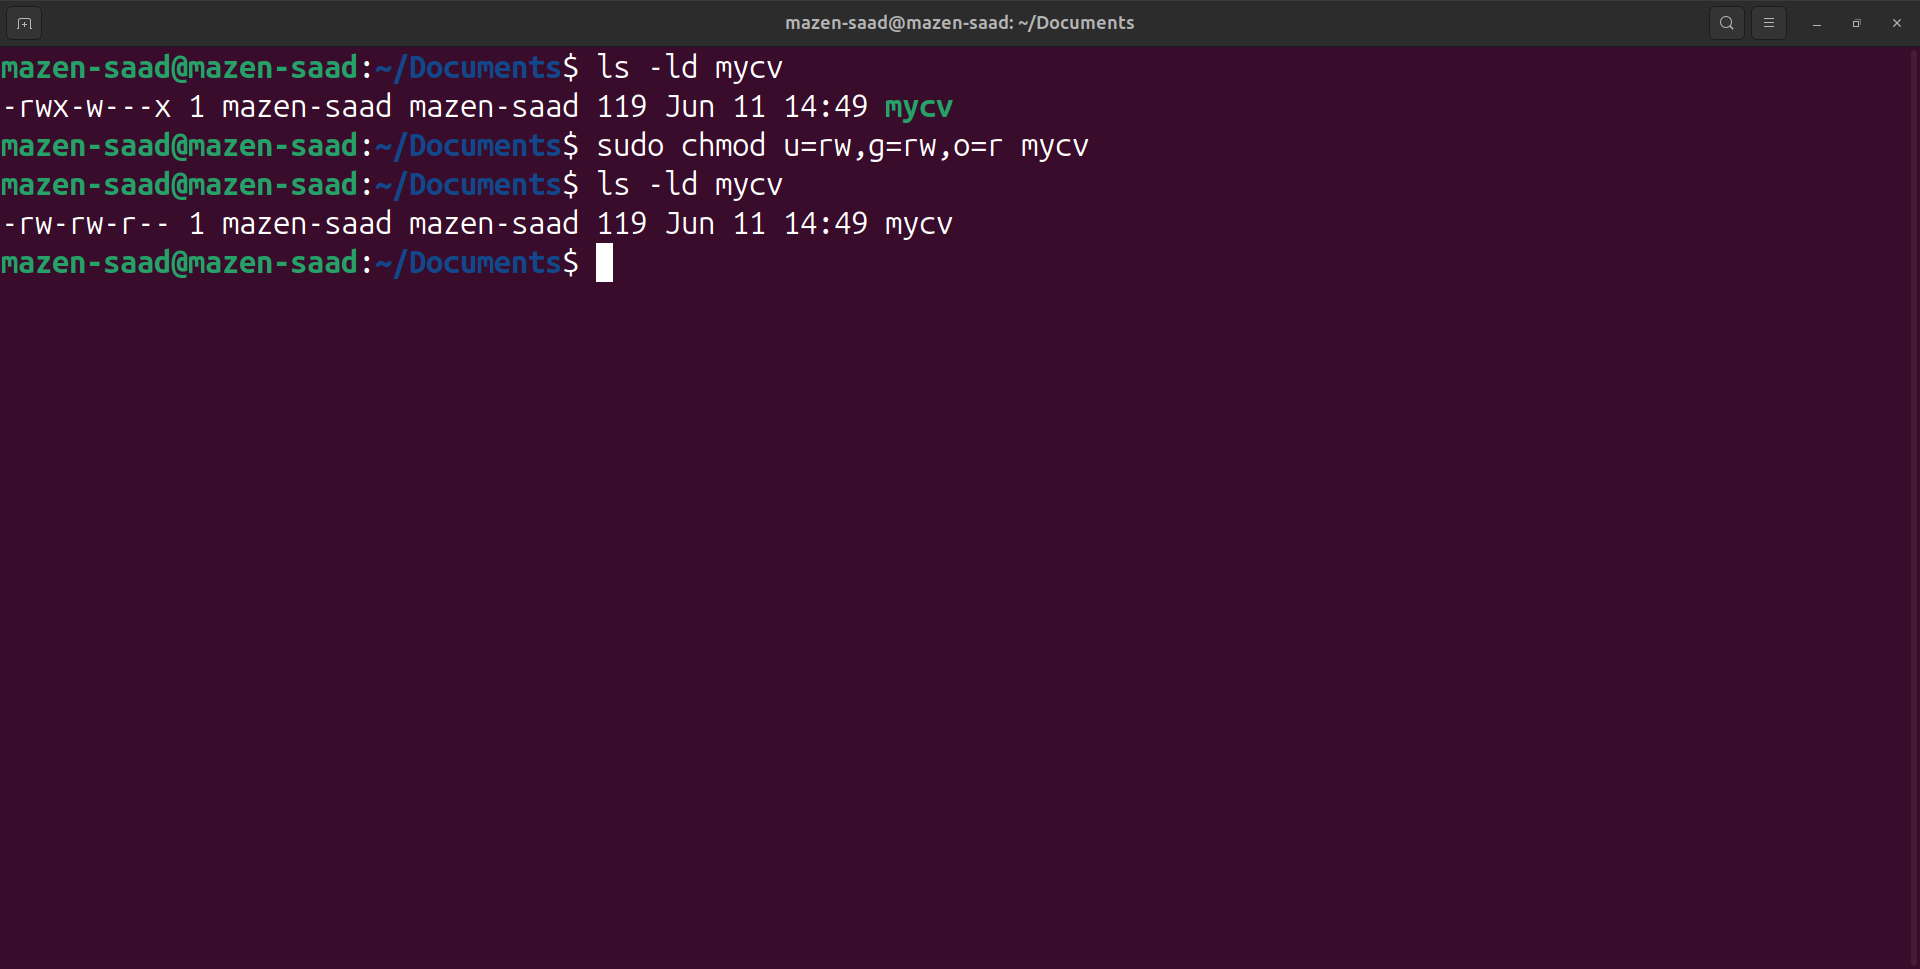 mazen-saad@mazen-saad: ~/Documents
mazen-saad@mazen-saad:~/Documents$ ls -ld mycv
-rwx-w---x 1 mazen-saad mazen-saad 119 Jun 11 14:49 mycv
mazen-saad@mazen-saad:~/Documents$ sudo chmod u=rw,g=rw,o=r mycv
mazen-saad@mazen-saad:~/Documents$ ls -ld mycv
-rw-rw-r-- 1 mazen-saad mazen-saad 119 Jun 11 14:49 mycv
mazen-saad@mazen-saad:~/Documents$